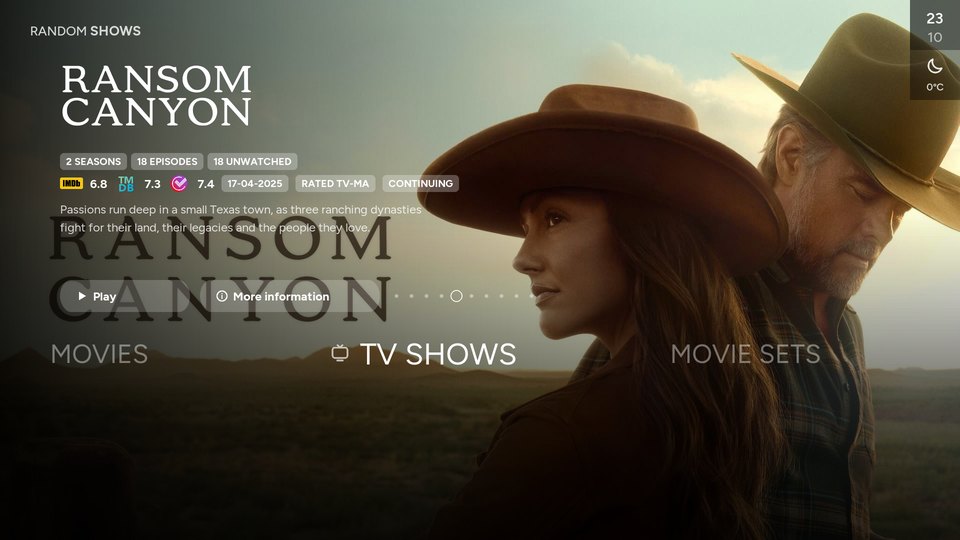 RANDOM SHOWS
23
10
0°C
RANSOM
CANYON
2 SEASONS 18 EPISODES 18 UNWATCHED
IMDb 6.8 TMDB 7.3 7.4 17-04-2025 RATED TV-MA CONTINUING
Passions run deep in a small Texas town, as three ranching dynasties
fight for their land, their legacies and the people they love.
RANSOM
CANYON
Play More information
MOVIES TV SHOWS MOVIE SETS